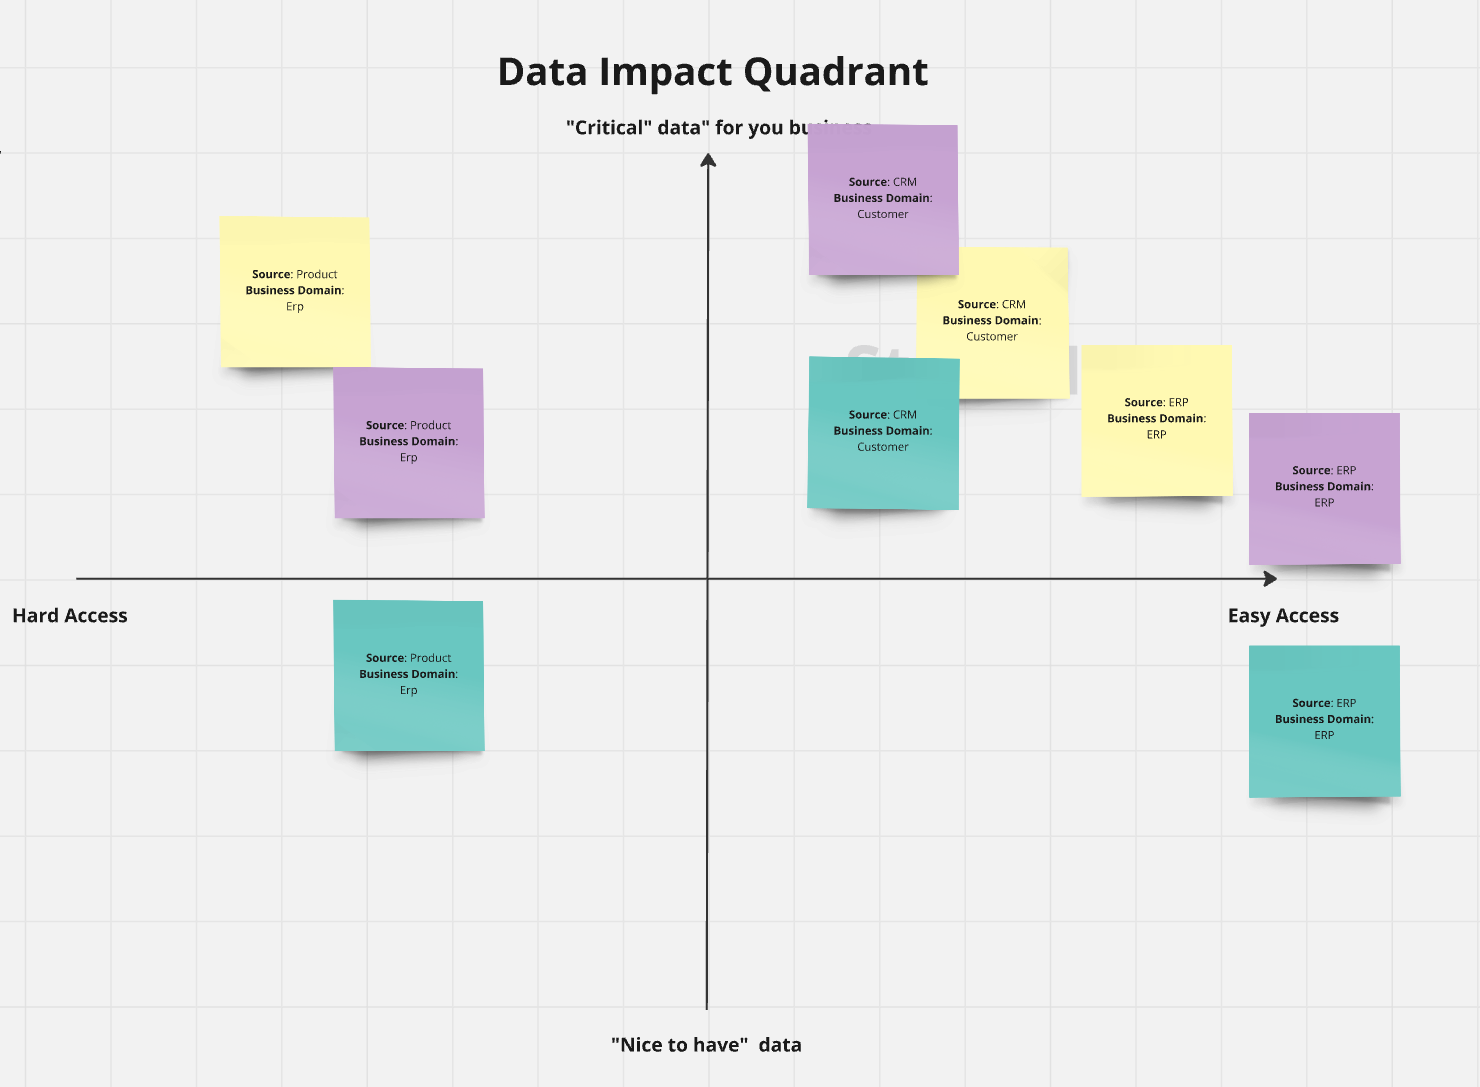 Data Impact Quadrant
"Critical" data" for you business
Source: CRM
Business Domain:
Customer
Source: Product
Business Domain:
Erp
Source: CRM
Business Domain:
Customer
Source: Product
Business Domain:
Erp
Source: CRM
Business Domain:
Customer
Source: ERP
Business Domain:
ERP
Source: ERP
Business Domain:
ERP
Hard Access
Easy Access
Source: Product
Business Domain:
Erp
Source: ERP
Business Domain:
ERP
"Nice to have" data